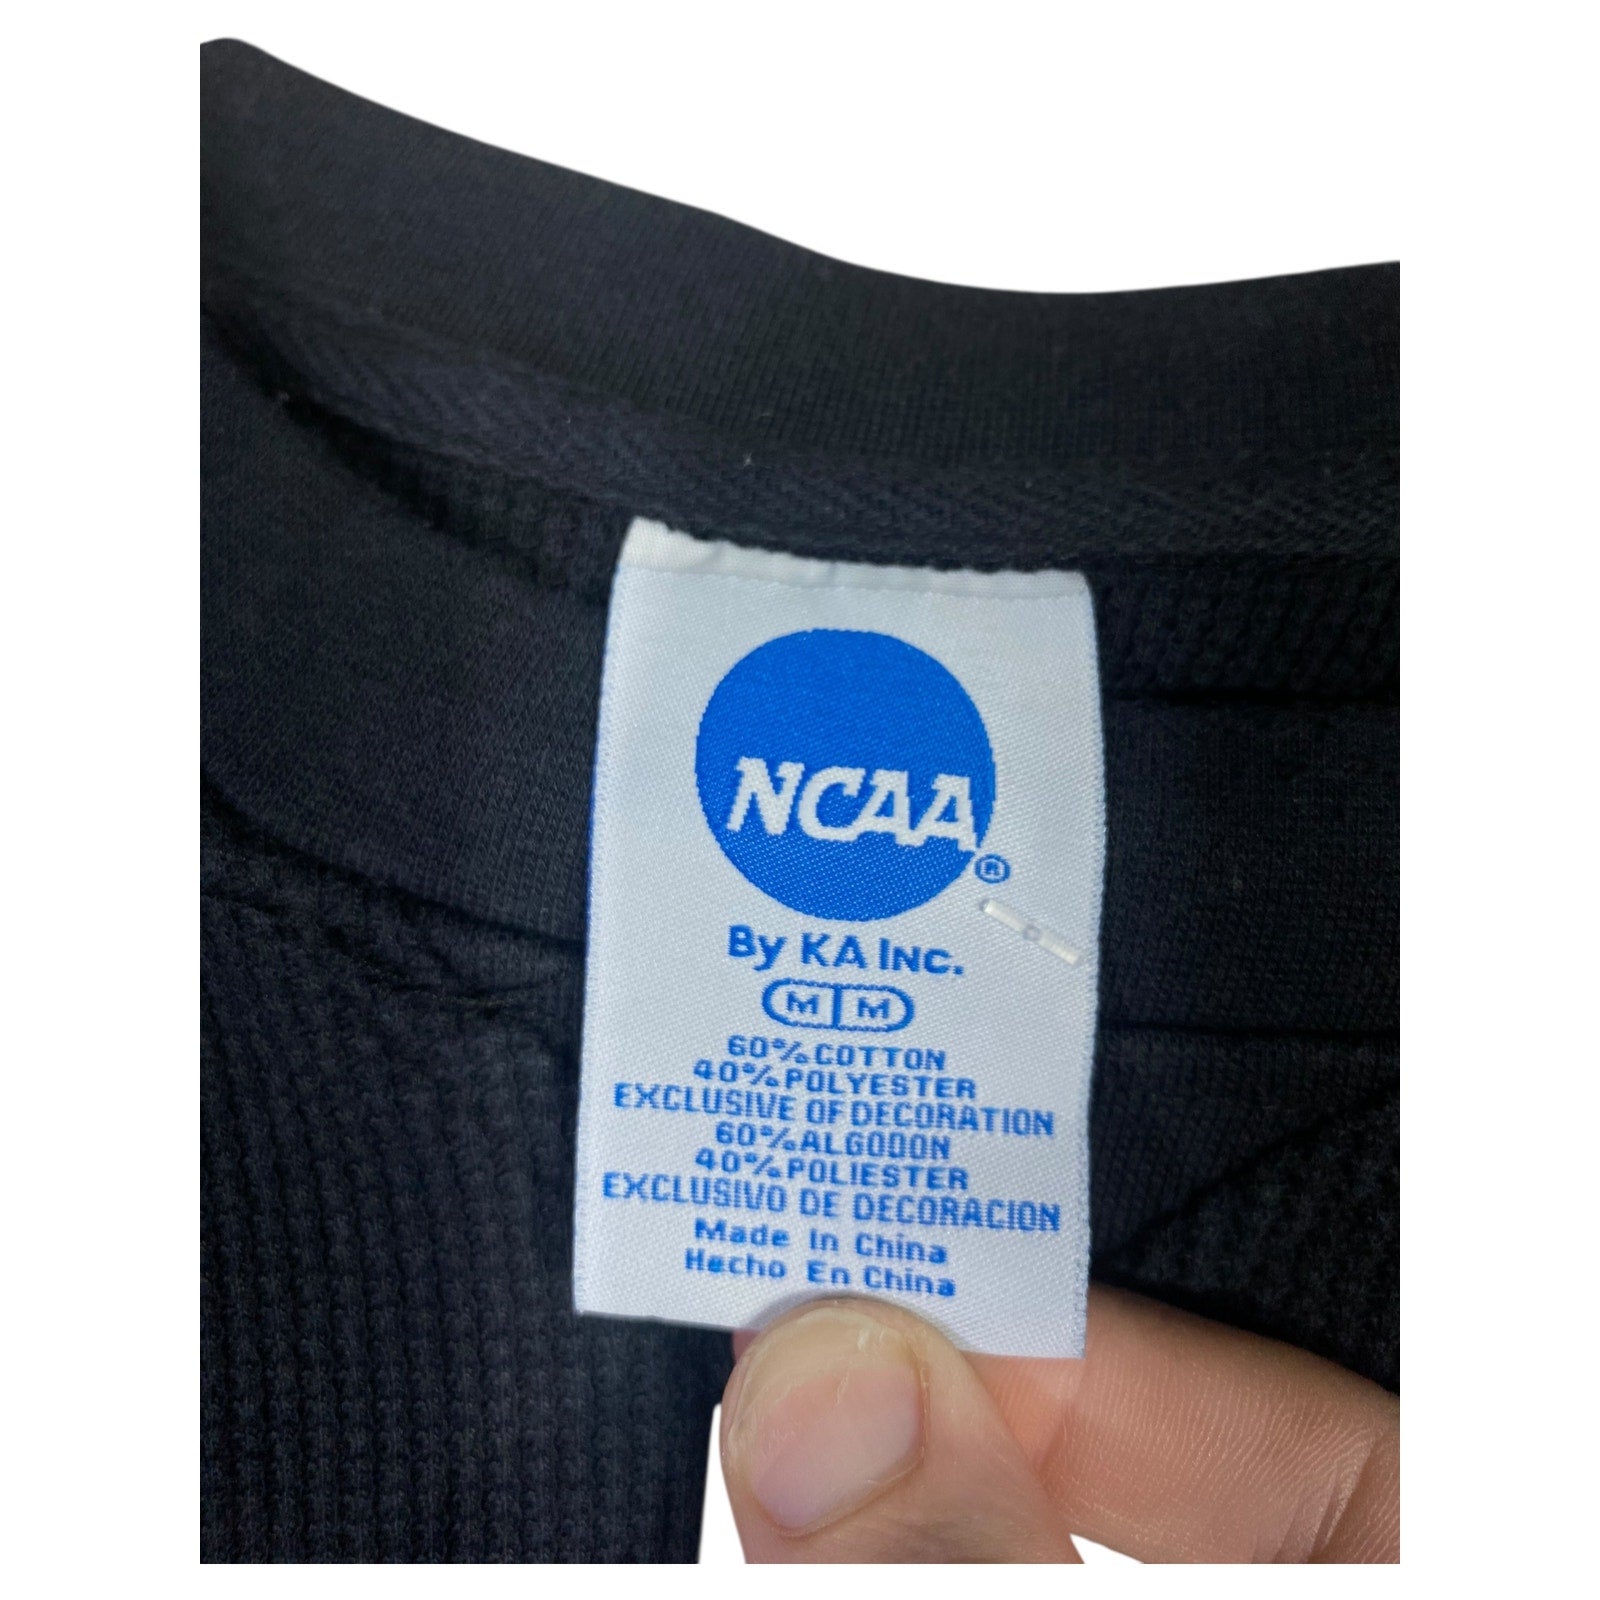 NCAA
®
By KA Inc.
M M
60% COTTON
40% POLYESTER
EXCLUSIVE OF DECORATION
60% ALGODON
40% POLIESTER
EXCLUSIVO DE DECORACION
Made In China
Hecho En China